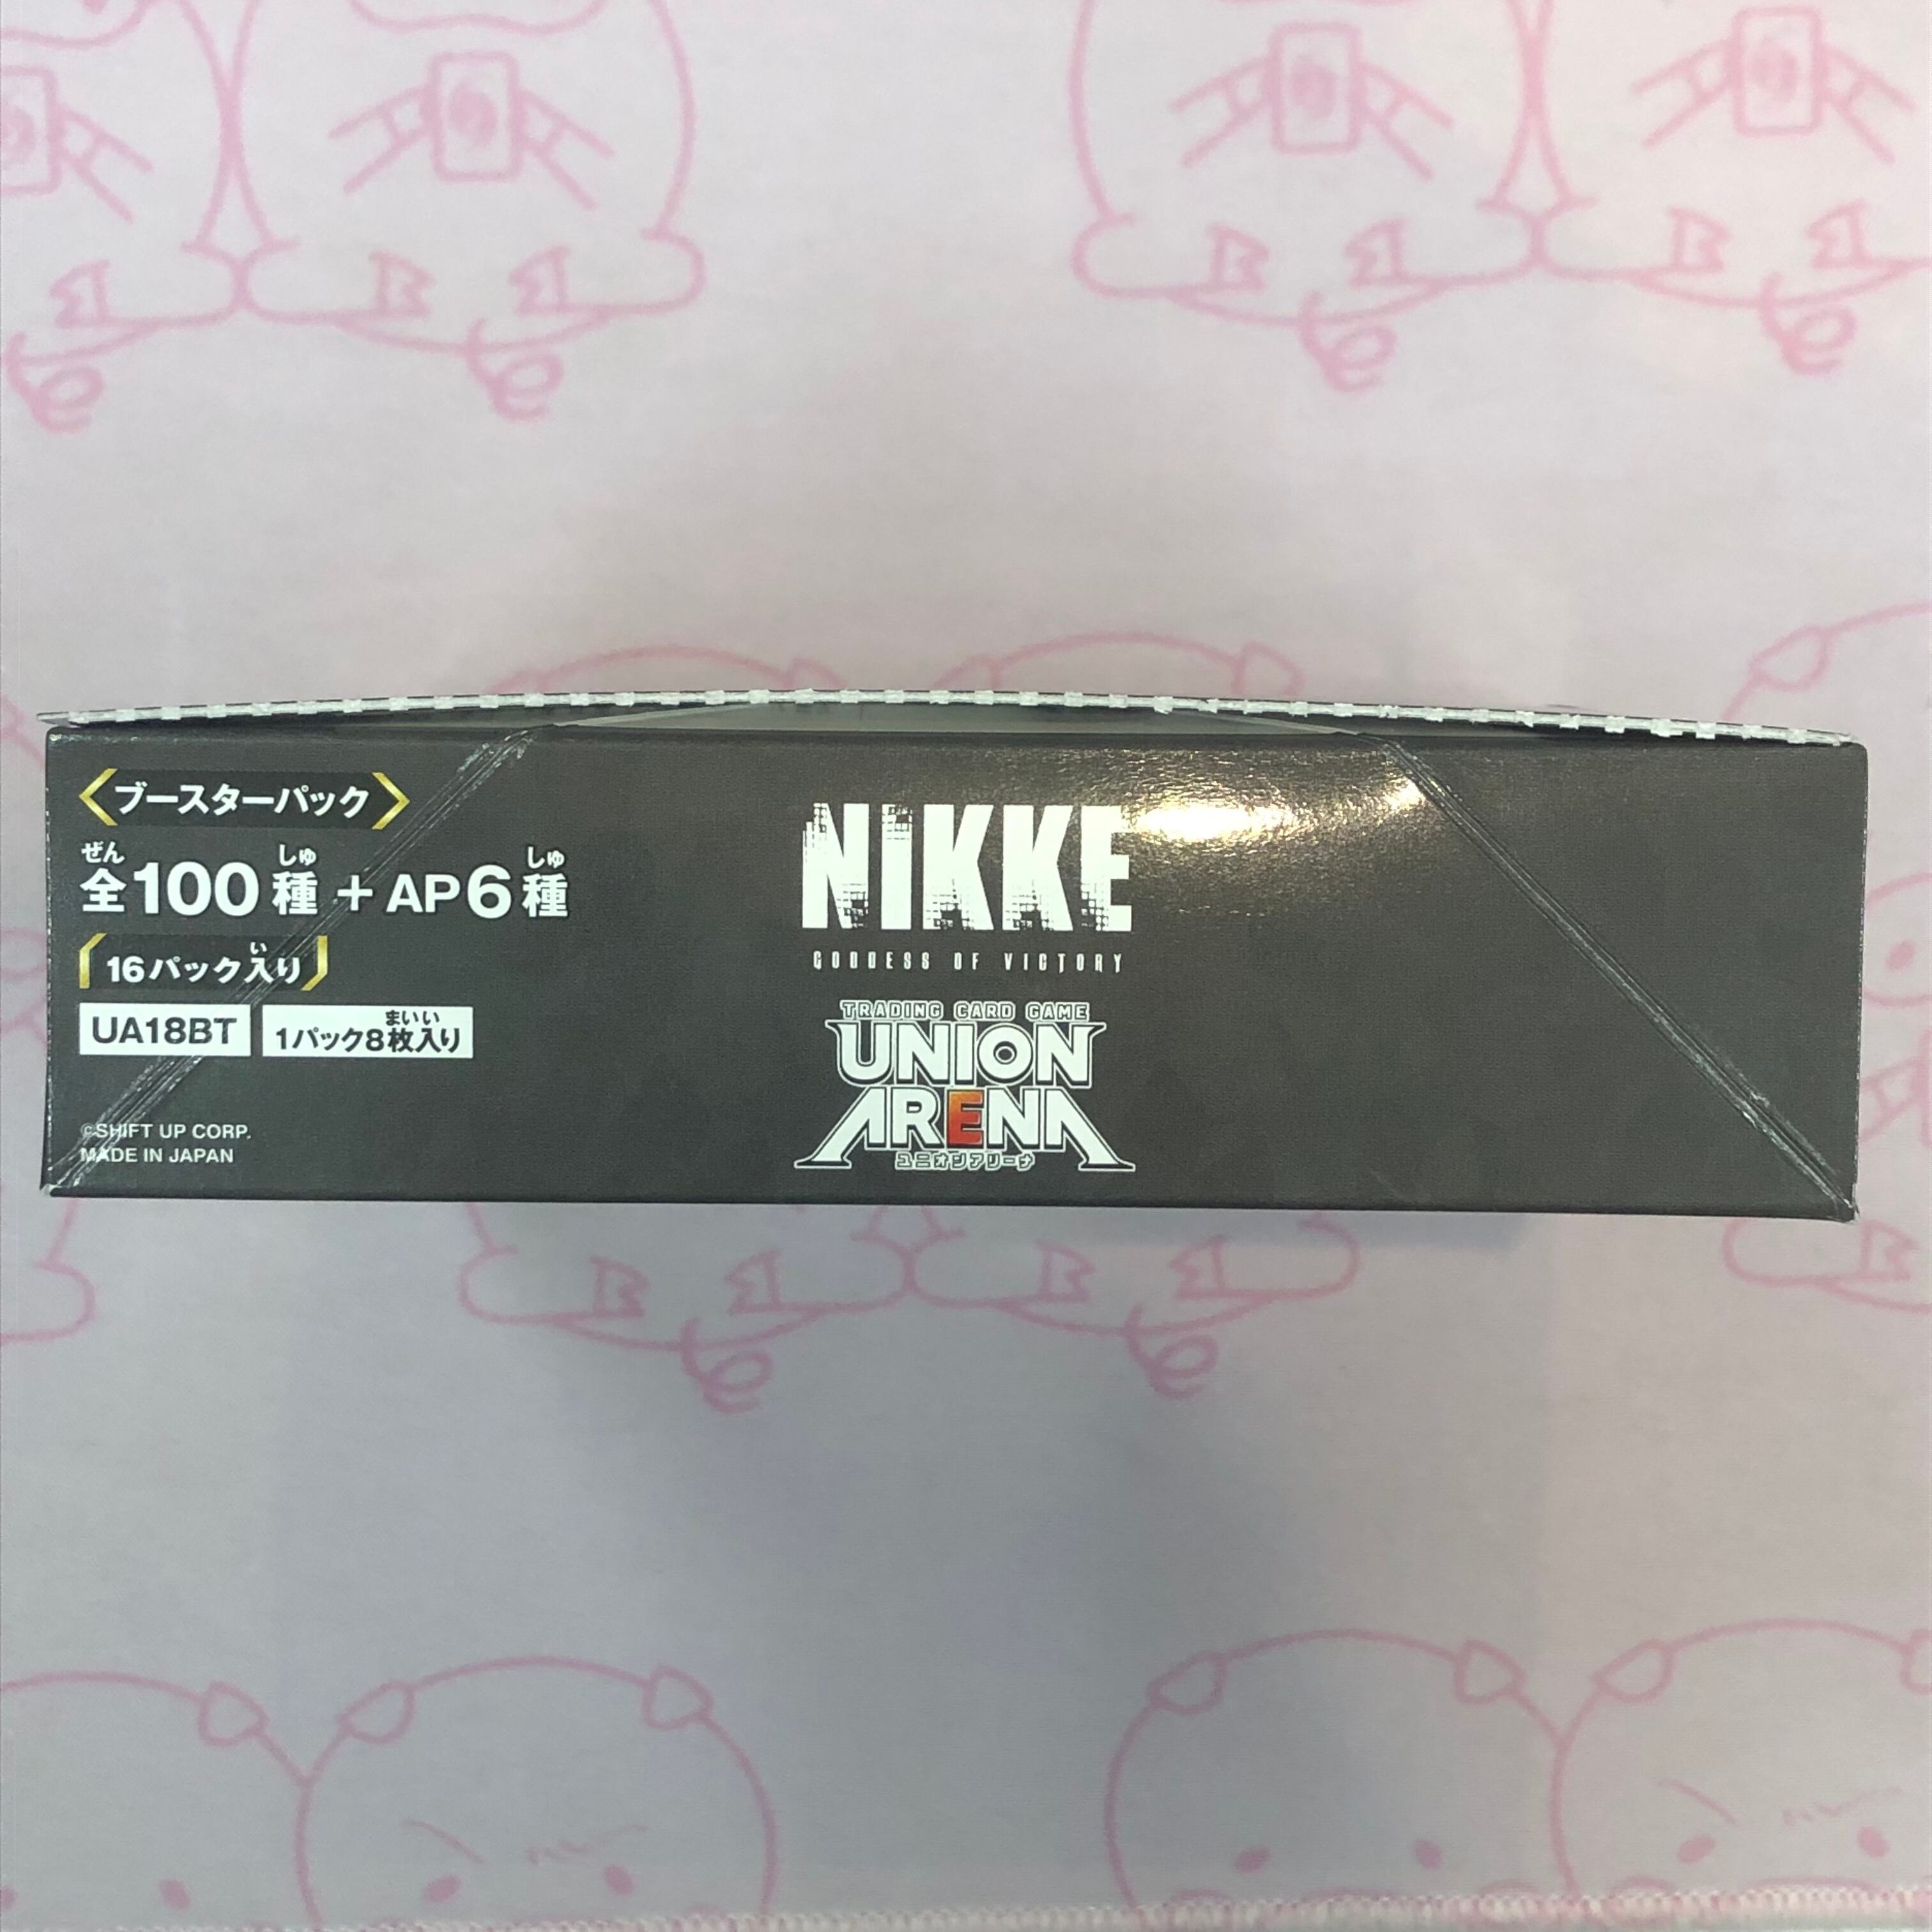 ブースターパック
ぜん しゅ しゅ
全100種 + AP6種
い
16パック入り
UA18BT
まいい
1パック8枚入り
©SHIFT UP CORP.
MADE IN JAPAN
NIKKE
GODDESS OF VICTORY
TRADING CARD GAME
UNION
ARENA
ユニオンアリーナ